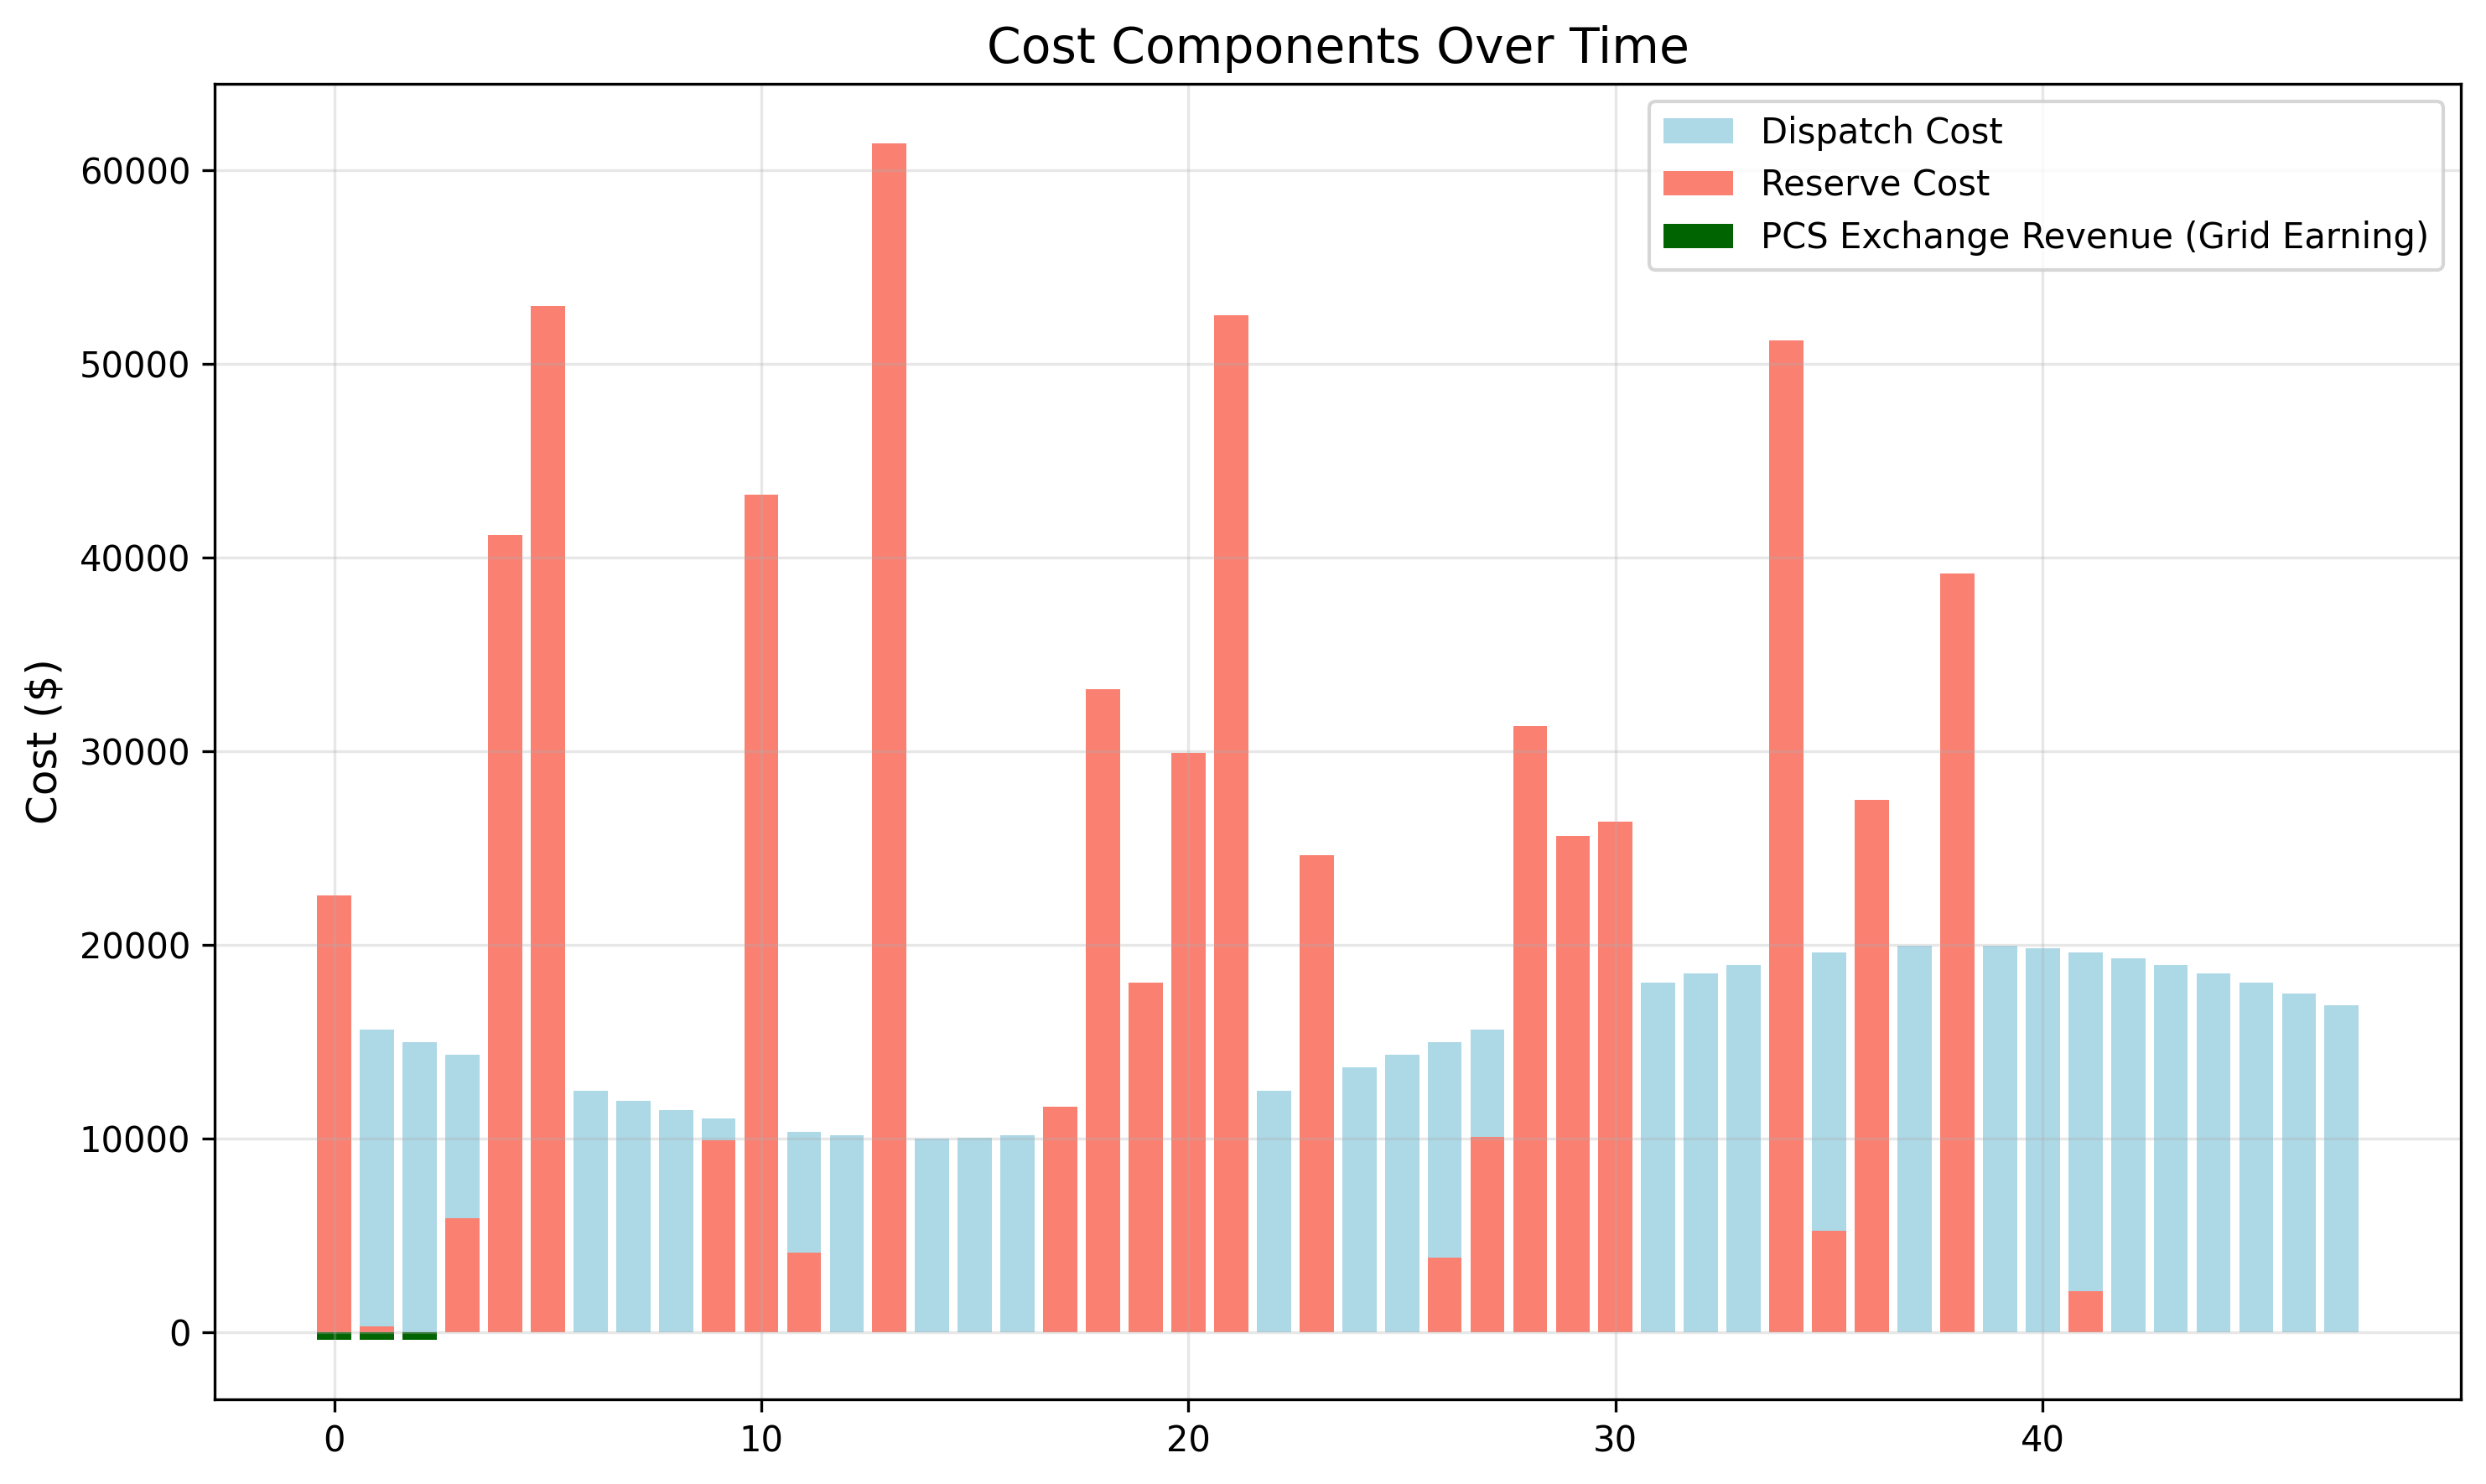 Cost Components Over Time
Dispatch Cost
Reserve Cost
PCS Exchange Revenue (Grid Earning)
Cost ($)
60000
50000
40000
30000
20000
10000
0
0 10 20 30 40